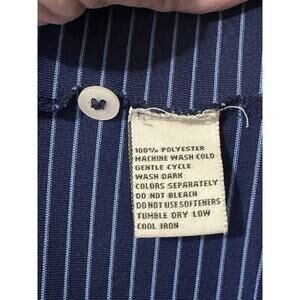 100% POLYESTER
MACHINE WASH COLD
GENTLE CYCLE
WASH DARK
COLORS SEPARATELY
DO NOT BLEACH
DO NOT USE SOFTENERS
TUMBLE DRY LOW
COOL IRON